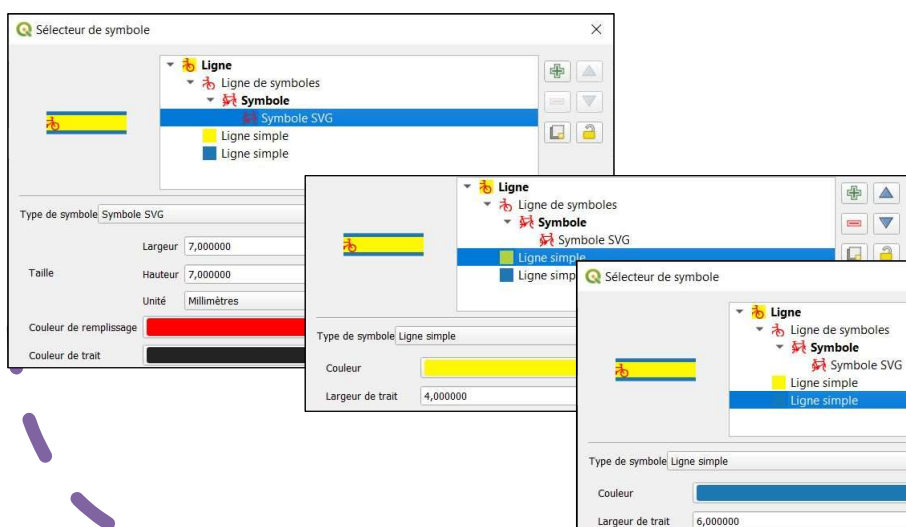 Sélecteur de symbole
Ligne
Ligne de symboles
Symbole
Symbole SVG
Ligne simple
Ligne simple
Type de symbole Symbole SVG
Largeur 7,000000
Taille
Hauteur 7,000000
Unité Millimètres
Couleur de remplissage
Couleur de trait
Ligne
Ligne de symboles
Symbole
Symbole SVG
Ligne simple
Ligne simp
Type de symbole Ligne simple
Couleur
Largeur de trait 4,000000
Sélecteur de symbole
Ligne
Ligne de symboles
Symbole
Symbole SVG
Ligne simple
Ligne simple
Type de symbole Ligne simple
Couleur
Largeur de trait 6,000000